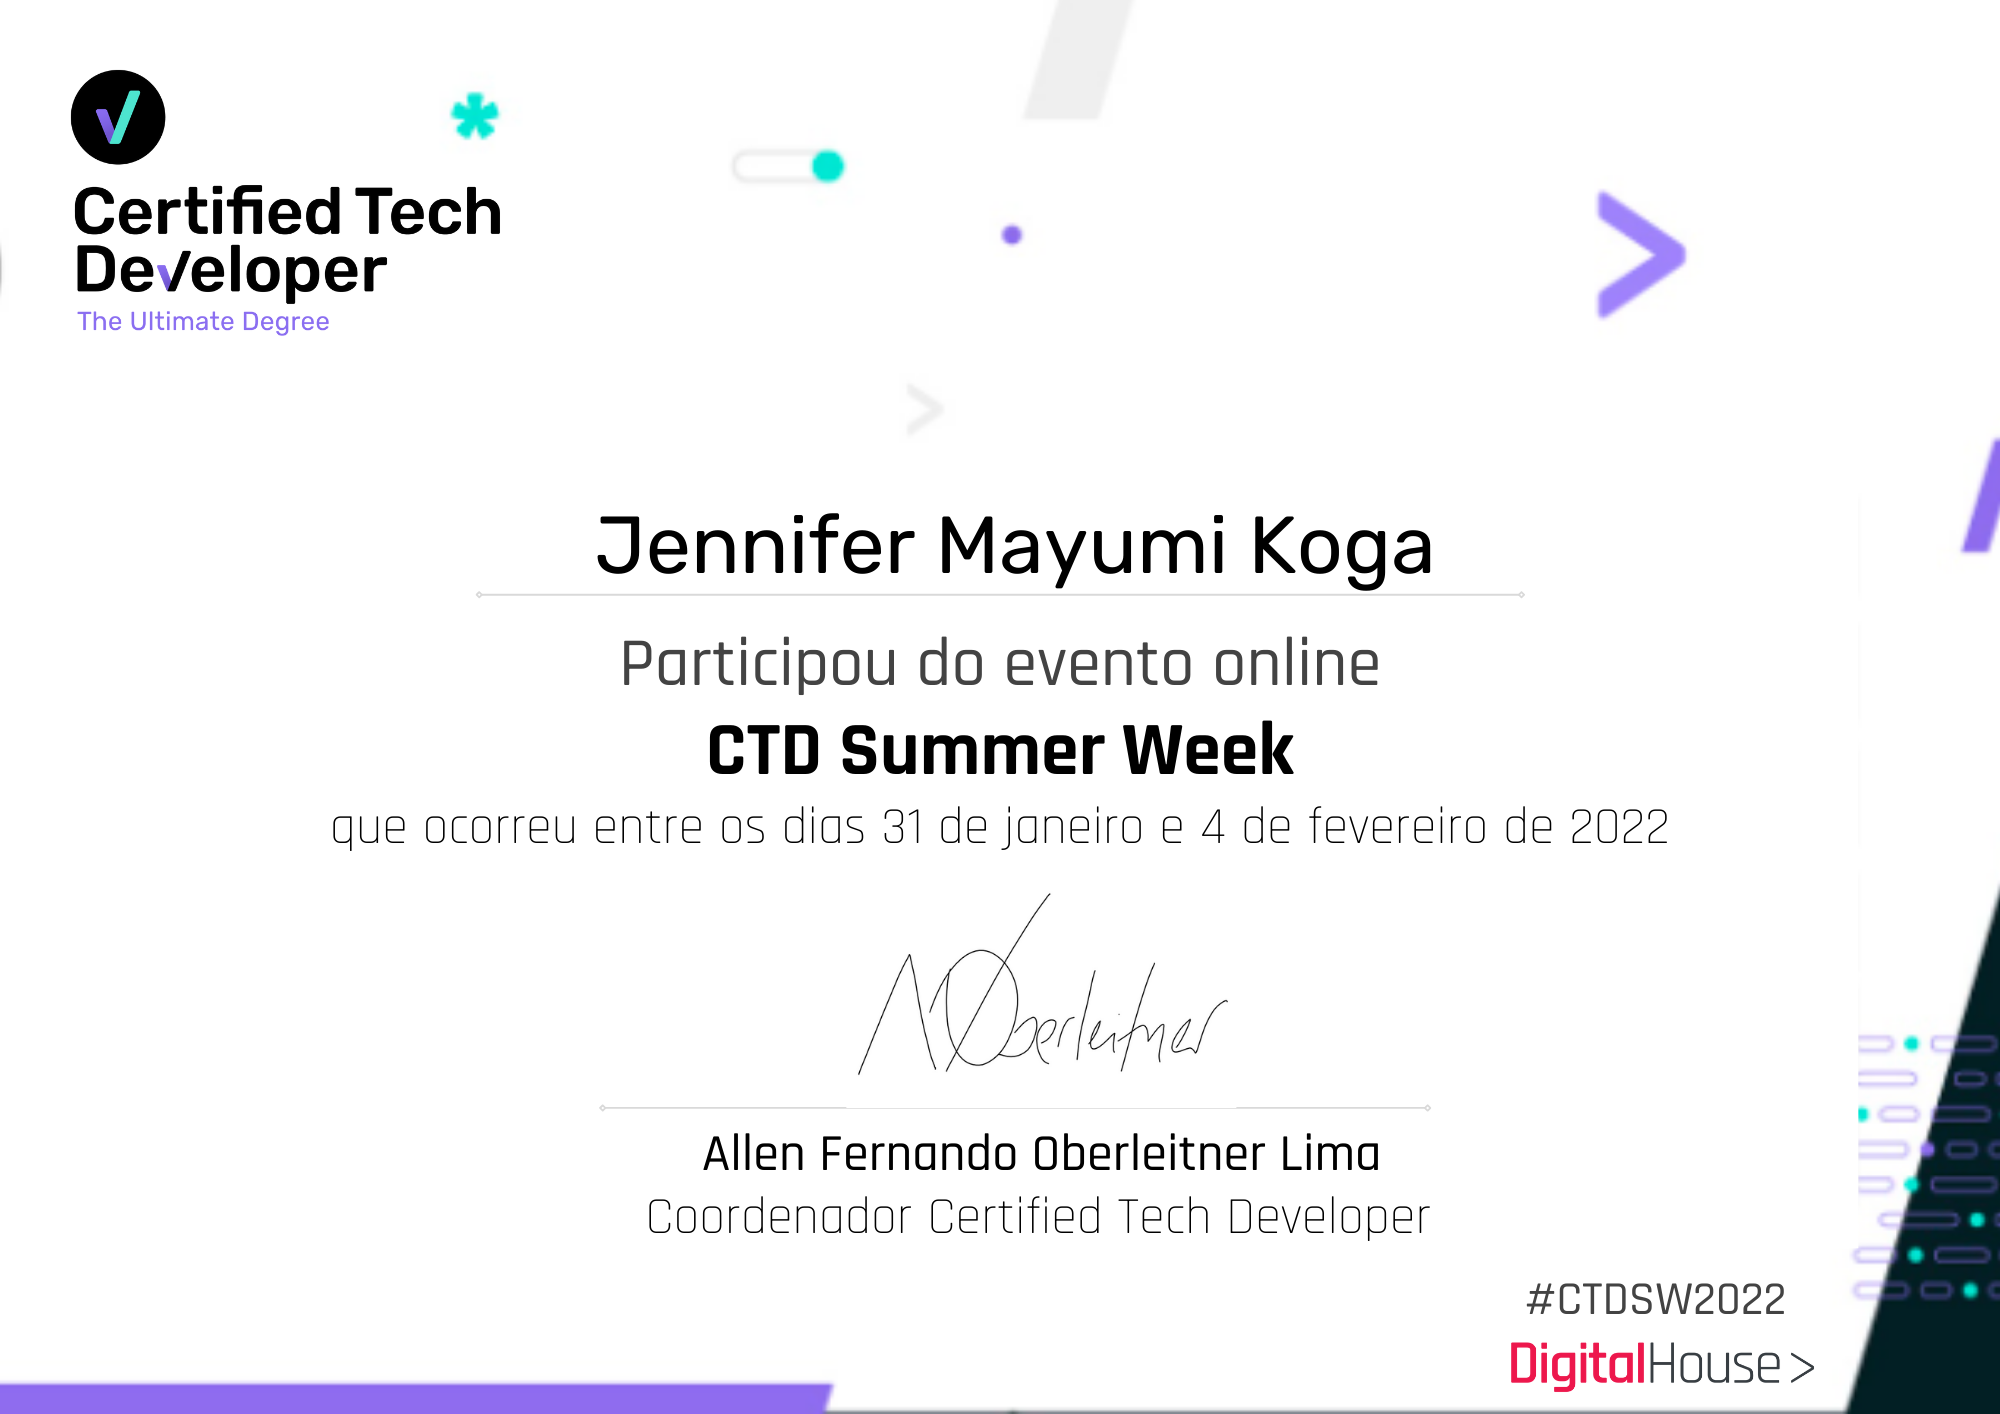 Certified Tech
Developer
The Ultimate Degree
Jennifer Mayumi Koga
Participou do evento online
CTD Summer Week
que ocorreu entre os dias 31 de janeiro e 4 de fevereiro de 2022
Oberleitner
Allen Fernando Oberleitner Lima
Coordenador Certified Tech Developer
#CTDSW2022
DigitalHouse>